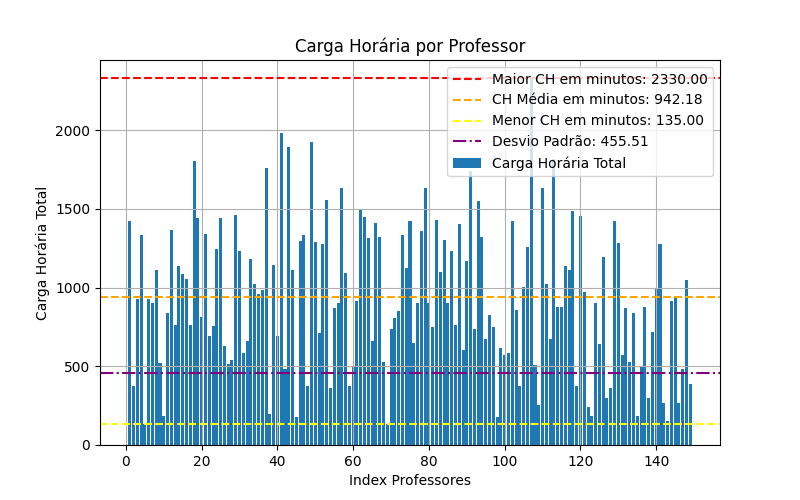 Carga Horária por Professor
Maior CH em minutos: 2330.00
CH Média em minutos: 942.18
Menor CH em minutos: 135.00
Desvio Padrão: 455.51
Carga Horária Total
Carga Horária Total
2000
1500
1000
500
0
0 20 40 60 80 100 120 140
Index Professores